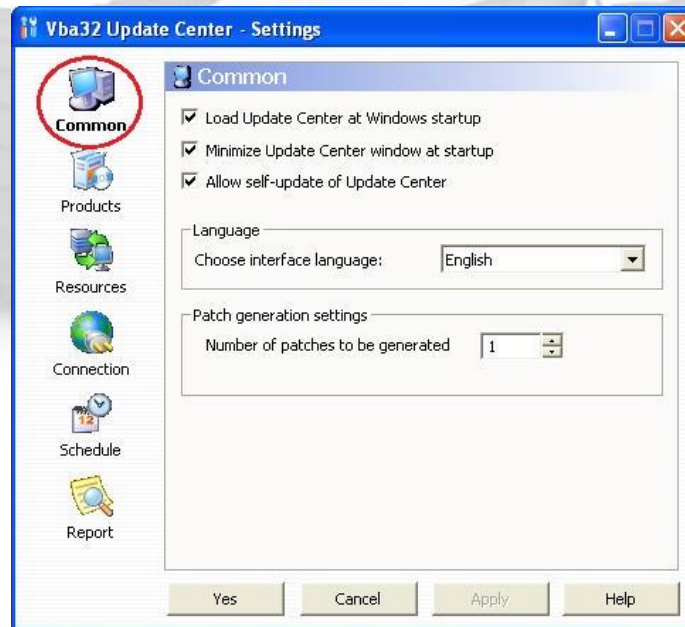 Vba32 Update Center - Settings
Common
Products
Resources
Connection
12
Schedule
Report
Common
Load Update Center at Windows startup
Minimize Update Center window at startup
Allow self-update of Update Center
Language
Choose interface language: English
Patch generation settings
Number of patches to be generated 1
Yes Cancel Apply Help